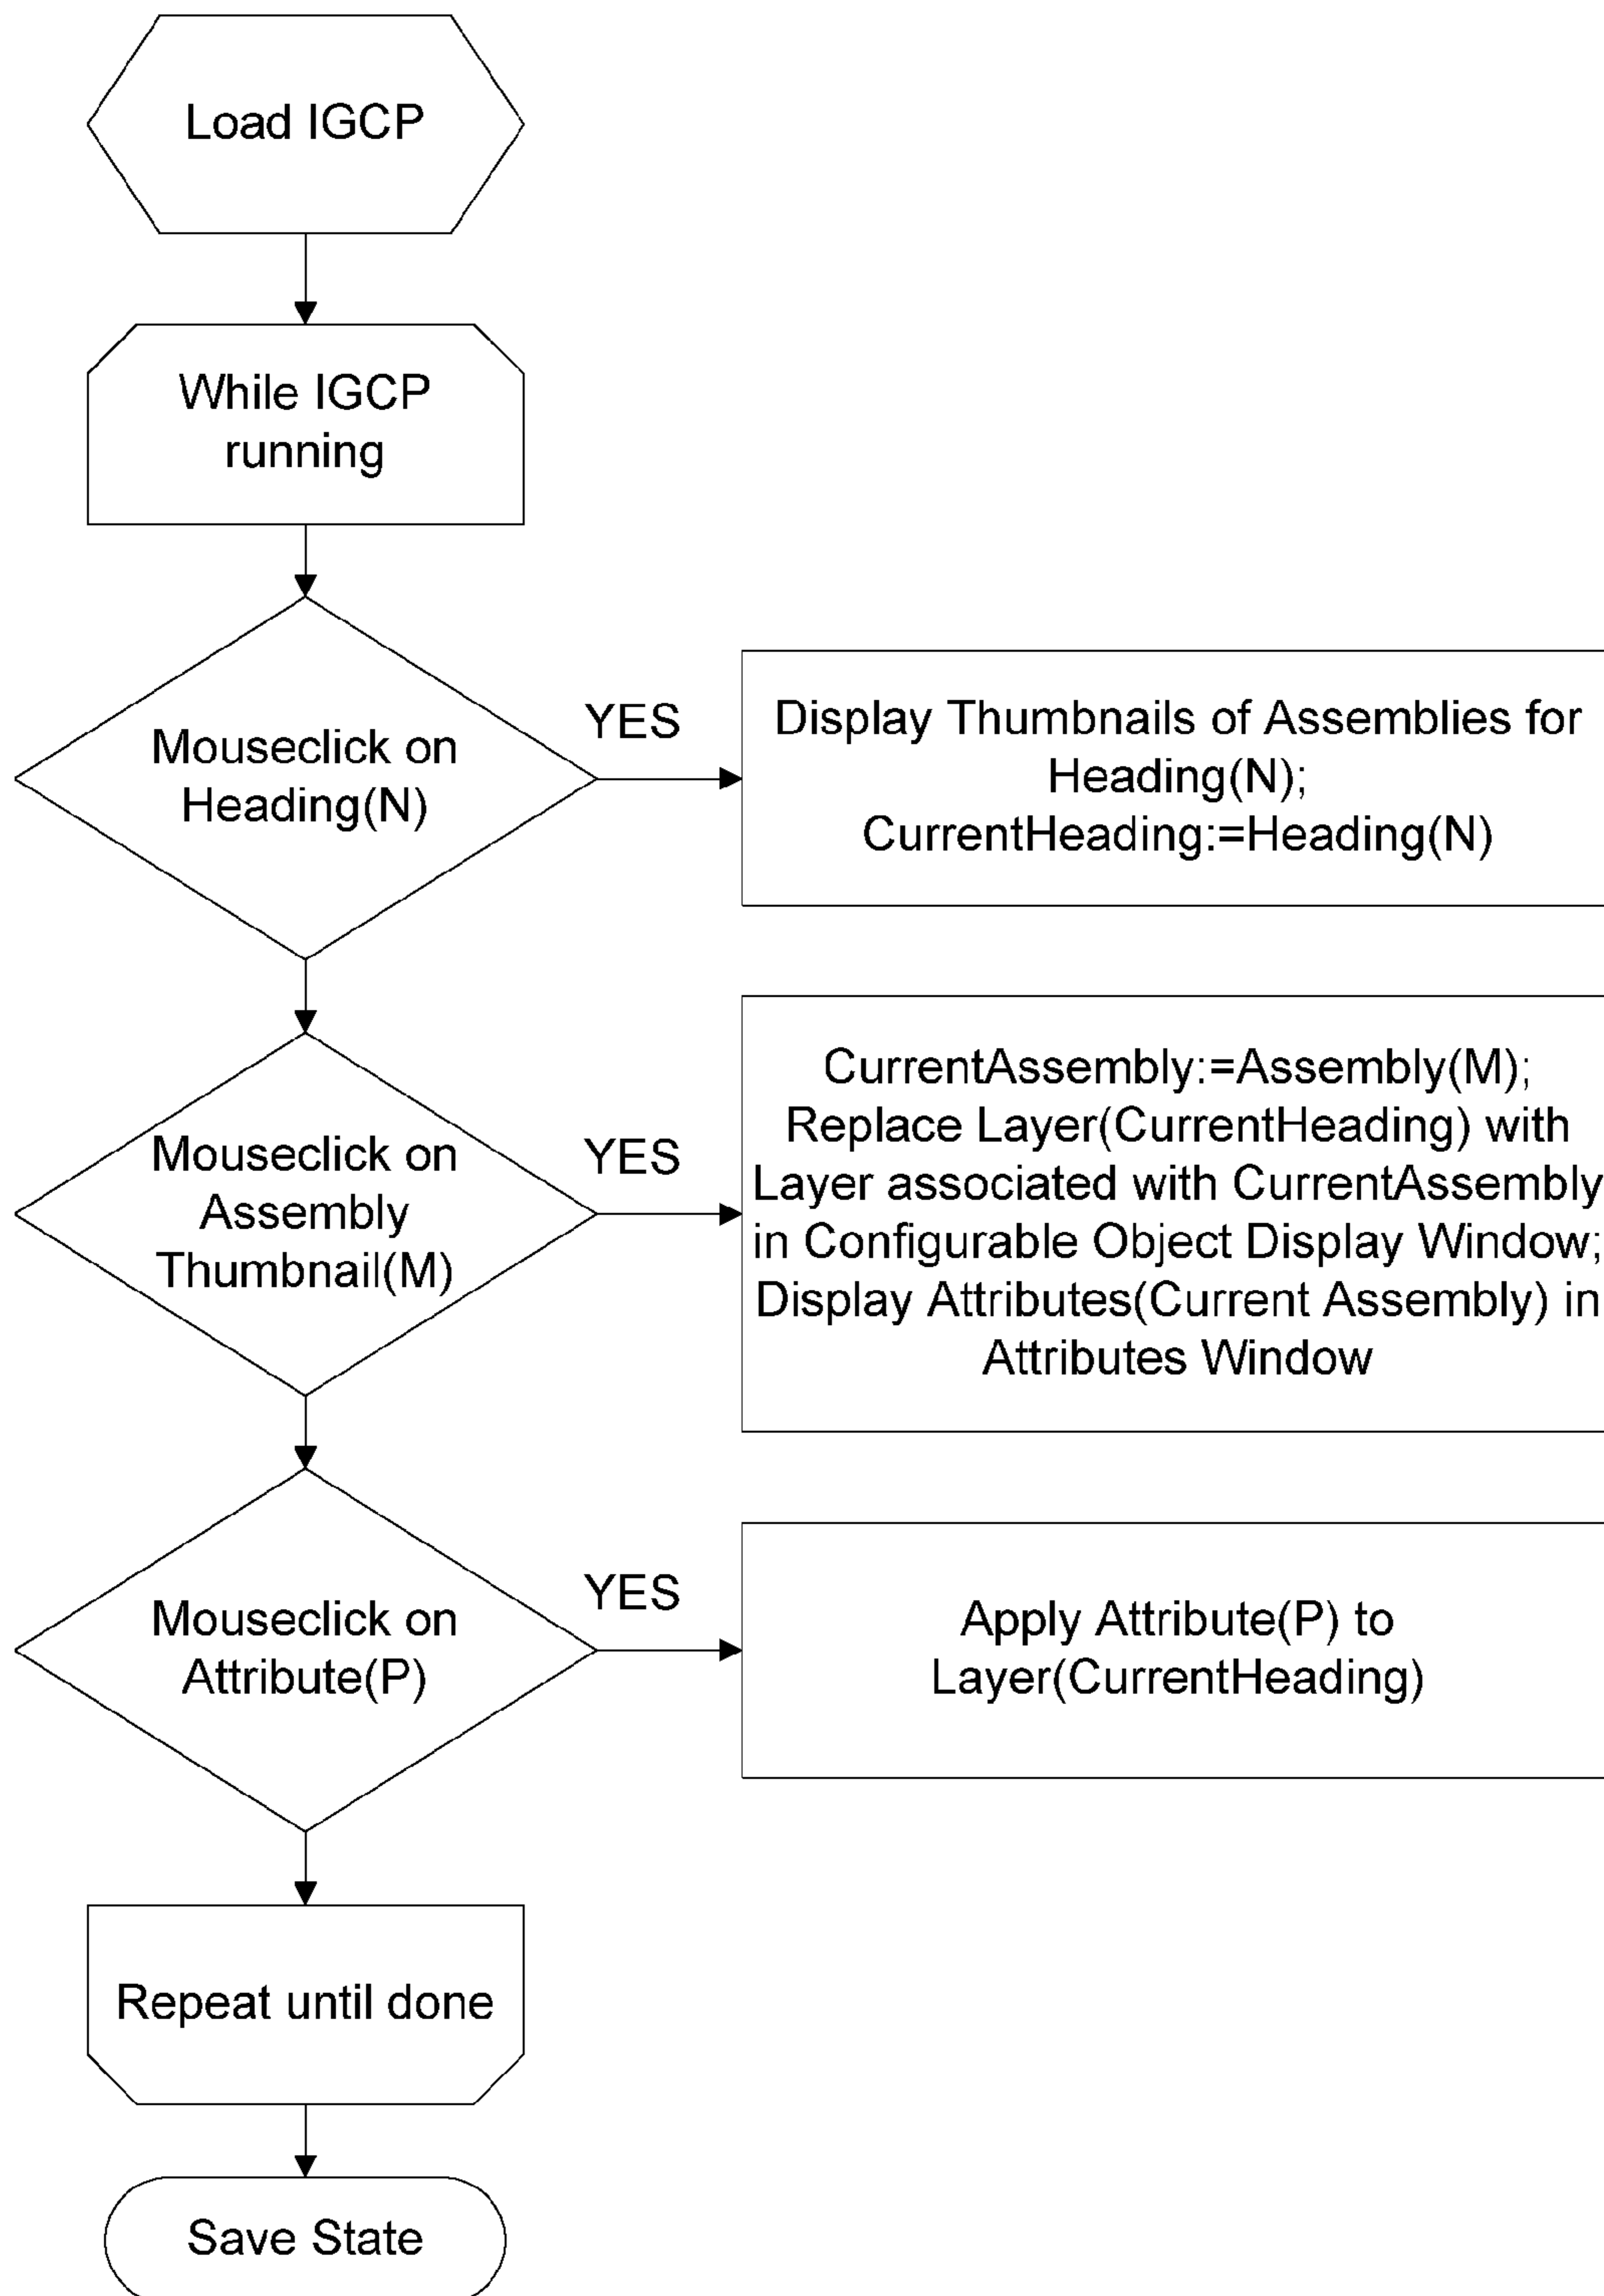 Load IGCP
While IGCP
running
Mouseclick on
Heading(N)
YES
Display Thumbnails of Assemblies for
Heading(N);
CurrentHeading:=Heading(N)
Mouseclick on
Assembly
Thumbnail(M)
YES
CurrentAssembly:=Assembly(M);
Replace Layer(CurrentHeading) with
Layer associated with CurrentAssembly
in Configurable Object Display Window;
Display Attributes(Current Assembly) in
Attributes Window
Mouseclick on
Attribute(P)
YES
Apply Attribute(P) to
Layer(CurrentHeading)
Repeat until done
Save State